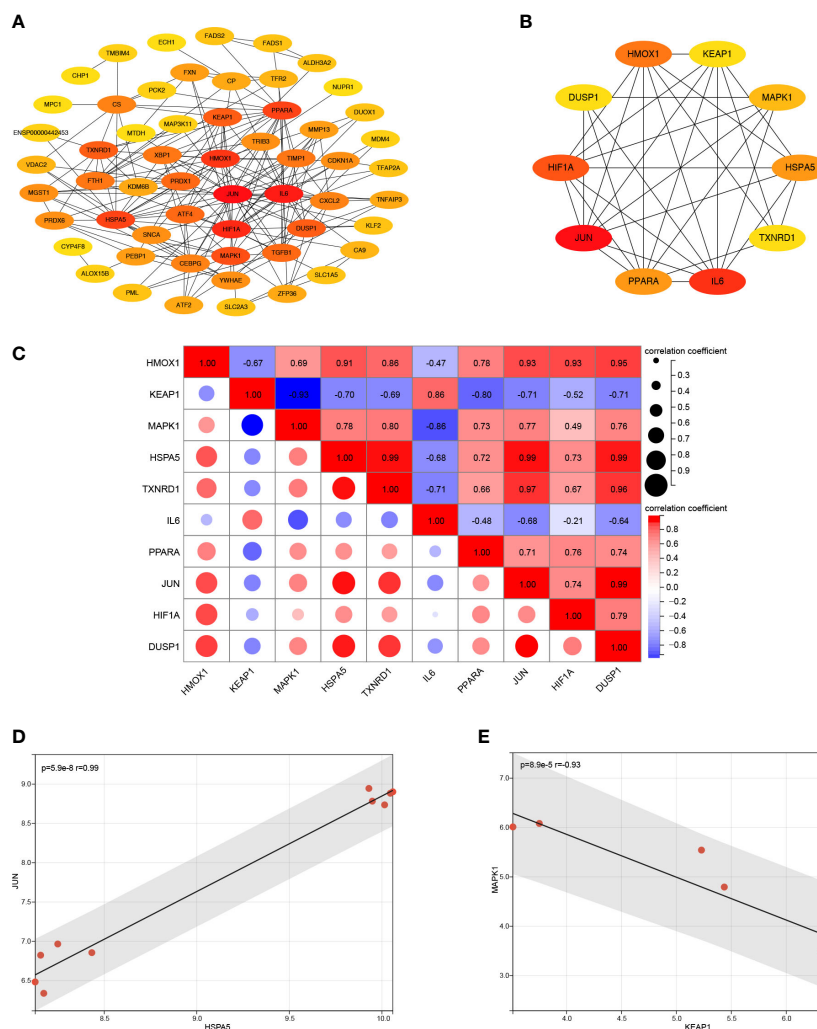 A
ECH1
FADS2
FADS1
TMBIM4
ALDH3A2
CHP1
PCK2
FXN
CP
TFR2
NUPR1
MPC1
CS
MAP3K11
KEAP1
PPARA
DUOX1
ENSP00000442453
MTDH
TRIB3
MMP13
MDM4
TXNRD1
XBP1
HMOX1
TIMP1
CDKN1A
TFAP2A
VDAC2
FTH1
KDM6B
PRDX1
JUN
IL6
CXCL2
TNFAIP3
MGST1
PRDX6
HSPA5
ATF4
HIF1A
DUSP1
KLF2
SNCA
CYP4F8
PEBP1
CEBPG
MAPK1
TGFB1
CA9
ALOX15B
YWHAE
SLC1A5
PML
ATF2
SLC2A3
ZFP36
B
HMOX1
KEAP1
DUSP1
MAPK1
HIF1A
HSPA5
JUN
TXNRD1
PPARA
IL6
C
HMOX1 1.00 -0.67 0.69 0.91 0.86 -0.47 0.78 0.93 0.93 0.95
KEAP1 1.00 -0.93 -0.70 -0.69 0.86 -0.80 -0.71 -0.52 -0.71
MAPK1 1.00 0.78 0.80 -0.86 0.73 0.77 0.49 0.76
HSPA5 1.00 0.99 -0.68 0.72 0.99 0.73 0.99
TXNRD1 1.00 -0.71 0.66 0.97 0.67 0.96
IL6 1.00 -0.48 -0.68 -0.21 -0.64
PPARA 1.00 0.71 0.76 0.74
JUN 1.00 0.74 0.99
HIF1A 1.00 0.79
DUSP1 1.00
HMOX1 KEAP1 MAPK1 HSPA5 TXNRD1 IL6 PPARA JUN HIF1A DUSP1
correlation coefficient
0.3
0.4
0.5
0.6
0.7
0.8
0.9
correlation coefficient
0.8
0.6
0.4
0.2
0.0
-0.2
-0.4
-0.6
-0.8
D
p=5.9e-8 r=0.99
9.0
8.5
8.0
7.5
7.0
6.5
JUN
8.5 9.0 9.5 10.0
HSPA5
E
p=8.9e-5 r=-0.93
7.0
6.0
5.0
4.0
3.0
MAPK1
4.0 4.5 5.0 5.5 6.0
KEAP1